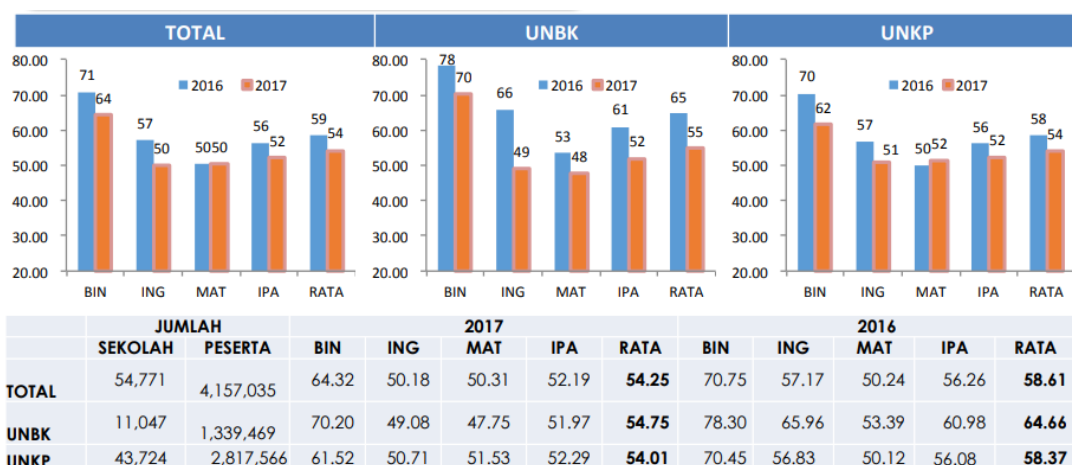 TOTAL UNBK UNKP
80.00
70.00
60.00
50.00
40.00
30.00
20.00
2016 2017
71 64 57 50 50 50 56 52 59 54
BIN ING MAT IPA RATA
80.00
70.00
60.00
50.00
40.00
30.00
20.00
2016 2017
78 70 66 49 53 48 61 52 65 55
BIN ING MAT IPA RATA
80.00
70.00
60.00
50.00
40.00
30.00
20.00
2016 2017
70 62 57 51 50 52 56 52 58 54
BIN ING MAT IPA RATA
JUMLAH 2017 2016
SEKOLAH PESERTA BIN ING MAT IPA RATA BIN ING MAT IPA RATA
TOTAL 54,771 4,157,035 64.32 50.18 50.31 52.19 54.25 70.75 57.17 50.24 56.26 58.61
UNBK 11,047 1,339,469 70.20 49.08 47.75 51.97 54.75 78.30 65.96 53.39 60.98 64.66
UNKP 43,724 2,817,566 61.52 50.71 51.53 52.29 54.01 70.45 56.83 50.12 56.08 58.37